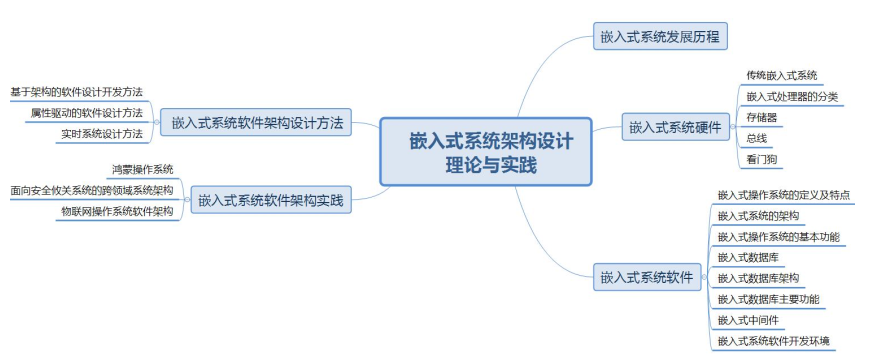 嵌入式系统架构设计
理论与实践
嵌入式系统发展历程
嵌入式系统硬件
传统嵌入式系统
嵌入式处理器的分类
存储器
总线
看门狗
嵌入式系统软件
嵌入式操作系统的定义及特点
嵌入式系统的架构
嵌入式操作系统的基本功能
嵌入式数据库
嵌入式数据库架构
嵌入式数据库主要功能
嵌入式中间件
嵌入式系统软件开发环境
嵌入式系统软件架构设计方法
基于架构的软件设计开发方法
属性驱动的软件设计方法
实时系统设计方法
嵌入式系统软件架构实践
鸿蒙操作系统
面向安全攸关系统的跨领域系统架构
物联网操作系统软件架构